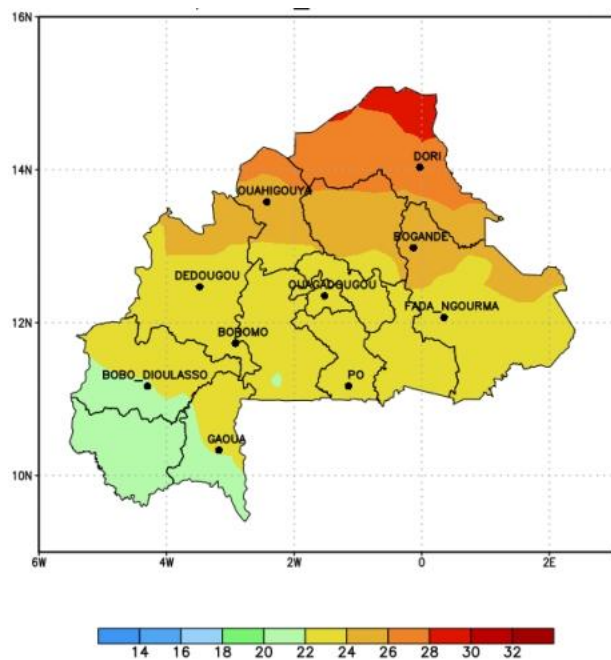 16N
14N
DORI
OUAHIGOUYA
BOGANDE
DEDOUGOU
OUAGADOUGOU
FADA_NGOURMA
12N
BOROMO
BOBO_DIOULASSO
PO
GAOUA
10N
6W 4W 2W 0 2E
14 16 18 20 22 24 26 28 30 32